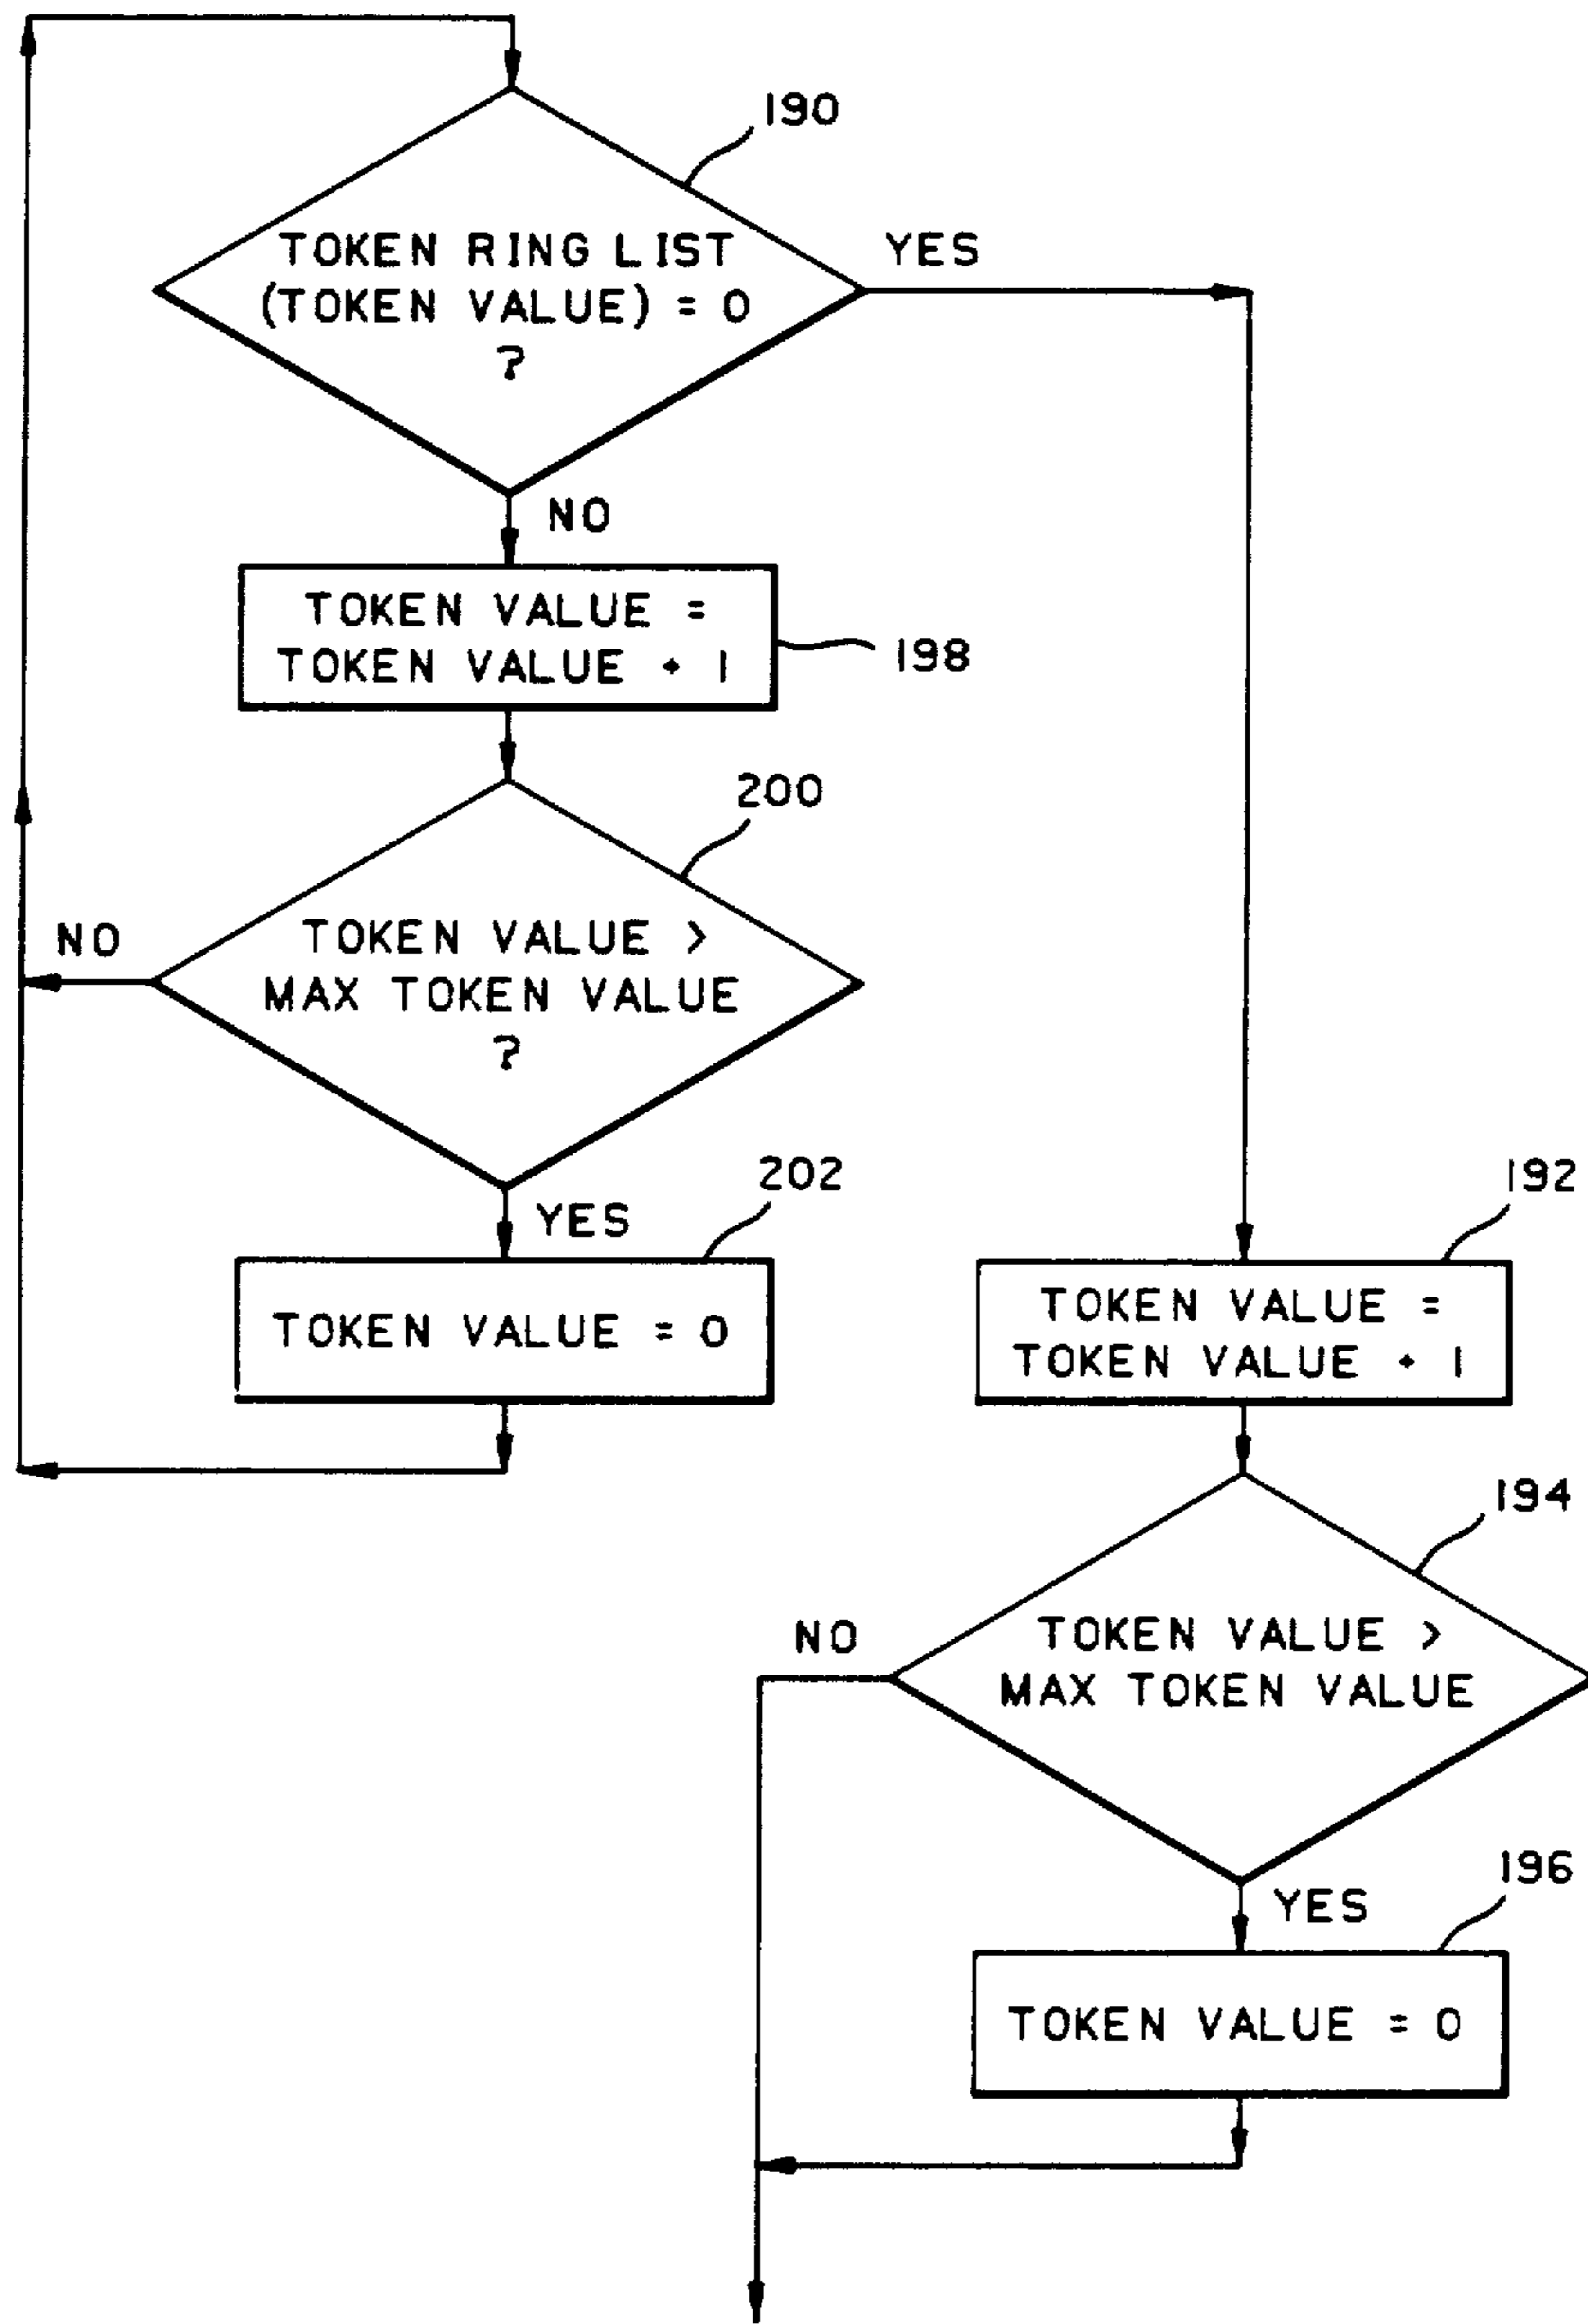 190
TOKEN RING LIST
(TOKEN VALUE) = 0
?
YES
NO
TOKEN VALUE =
TOKEN VALUE + 1
198
200
TOKEN VALUE >
MAX TOKEN VALUE
?
NO
YES
202
TOKEN VALUE = 0
192
TOKEN VALUE =
TOKEN VALUE + 1
194
TOKEN VALUE >
MAX TOKEN VALUE
NO
YES
196
TOKEN VALUE = 0